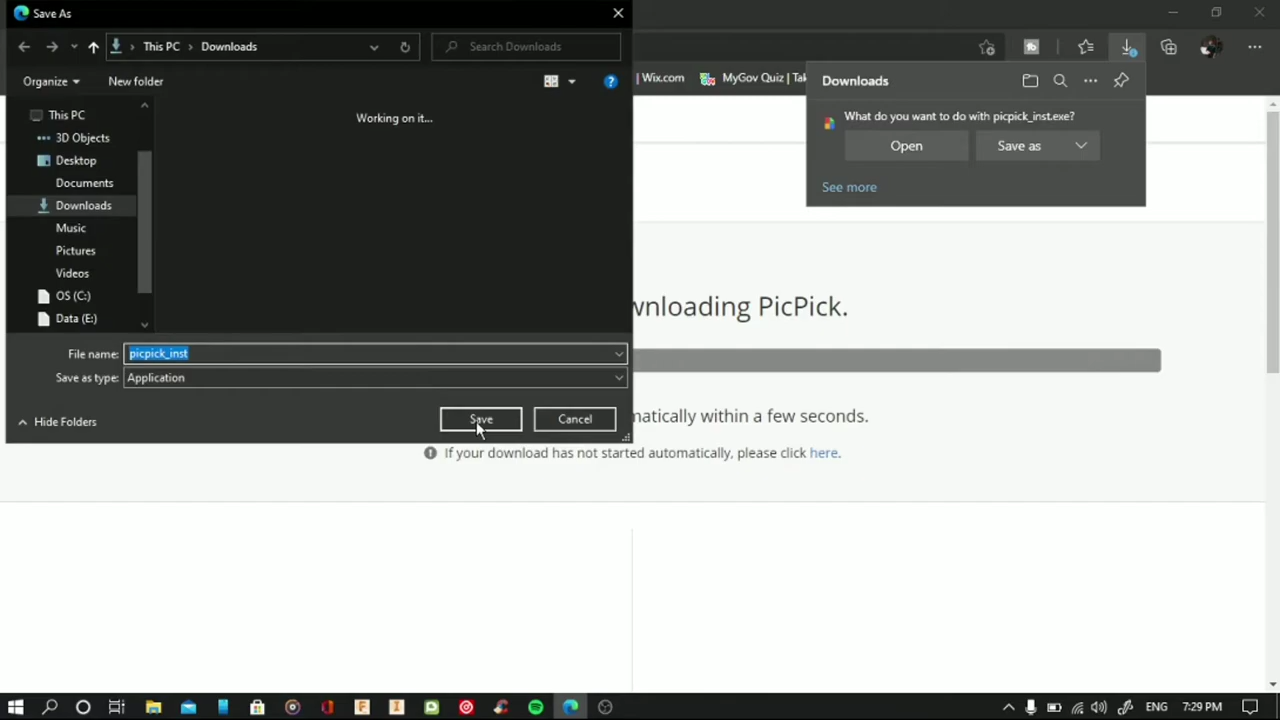 Save As
This PC
Downloads
Search Downloads
Organize
New folder
This PC
3D Objects
Desktop
Documents
Downloads
Music
Pictures
Videos
OS (C:)
Data (E:)
Working on it...
File name:
picpick_inst
Save as type:
Application
Hide Folders
Save
Cancel
| Wix.com
MyGov Quiz | Tak
Downloads
What do you want to do with picpick_inst.exe?
Open
Save as
See more
wnloading PicPick.
matically within a few seconds.
If your download has not started automatically, please click here.
ENG
7:29 PM